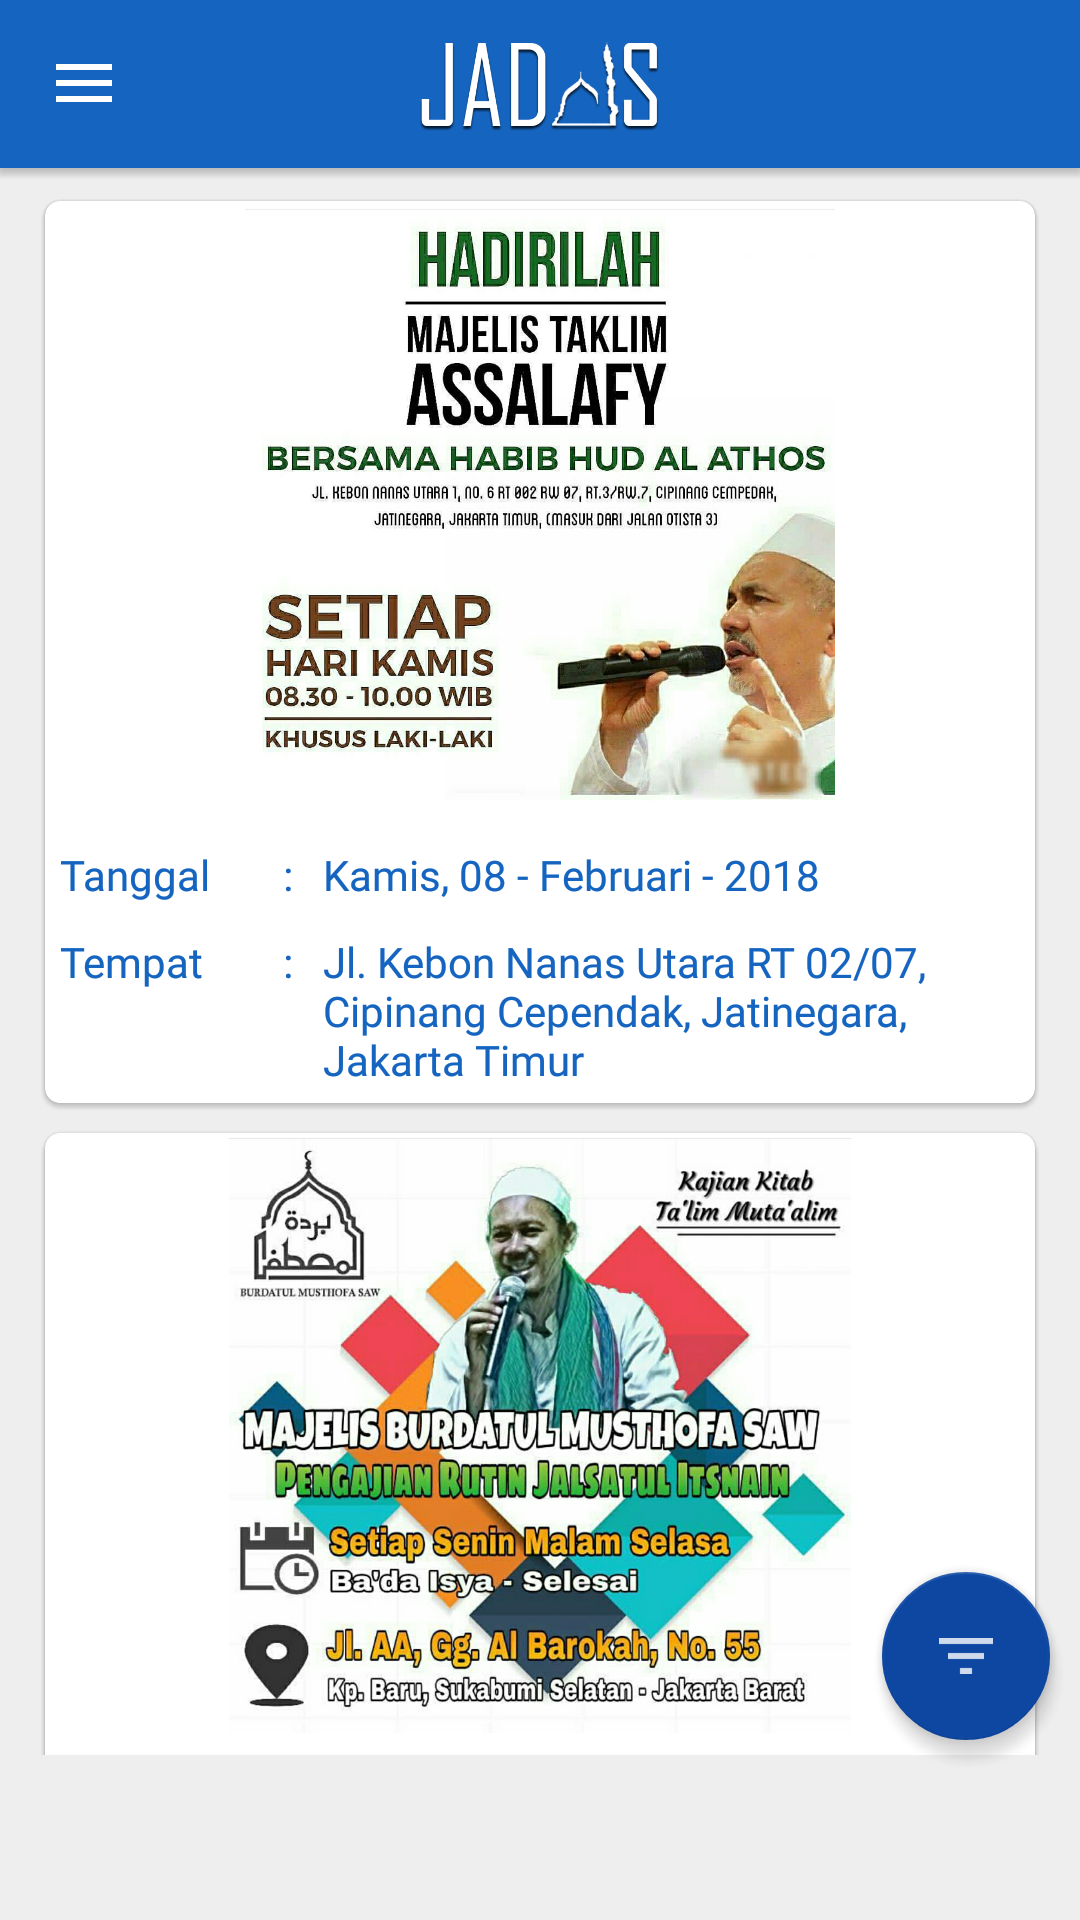 JADIS
HADIRILAH
MAJELIS TAKLIM
ASSALAFY
BERSAMA HABIB HUD AL ATHOS
JL. KEBON NANAS UTARA 1, NO. 6 RT 002 RW 07, RT.3/RW.7, CIPINANG CEMPEDAK,
JATINEGARA, JAKARTA TIMUR, (MASUK DARI JALAN OTISTA 3)
SETIAP
HARI KAMIS
08.30 - 10.00 WIB
KHUSUS LAKI-LAKI
Tanggal : Kamis, 08 - Februari - 2018
Tempat : Jl. Kebon Nanas Utara RT 02/07,
Cipinang Cependak, Jatinegara,
Jakarta Timur
Kajian Kitab
Ta'lim Muta'alim
بردة
المصطفى
BURDATUL MUSTHOFA SAW
MAJELIS BURDATUL MUSTHOFA SAW
PENGAJIAN RUTIN JALSATUL ITSNAIN
Setiap Senin Malam Selasa
Ba'da Isya - Selesai
Jl. AA, Gg. Al Barokah, No. 55
Kp. Baru, Sukabumi Selatan - Jakarta Barat